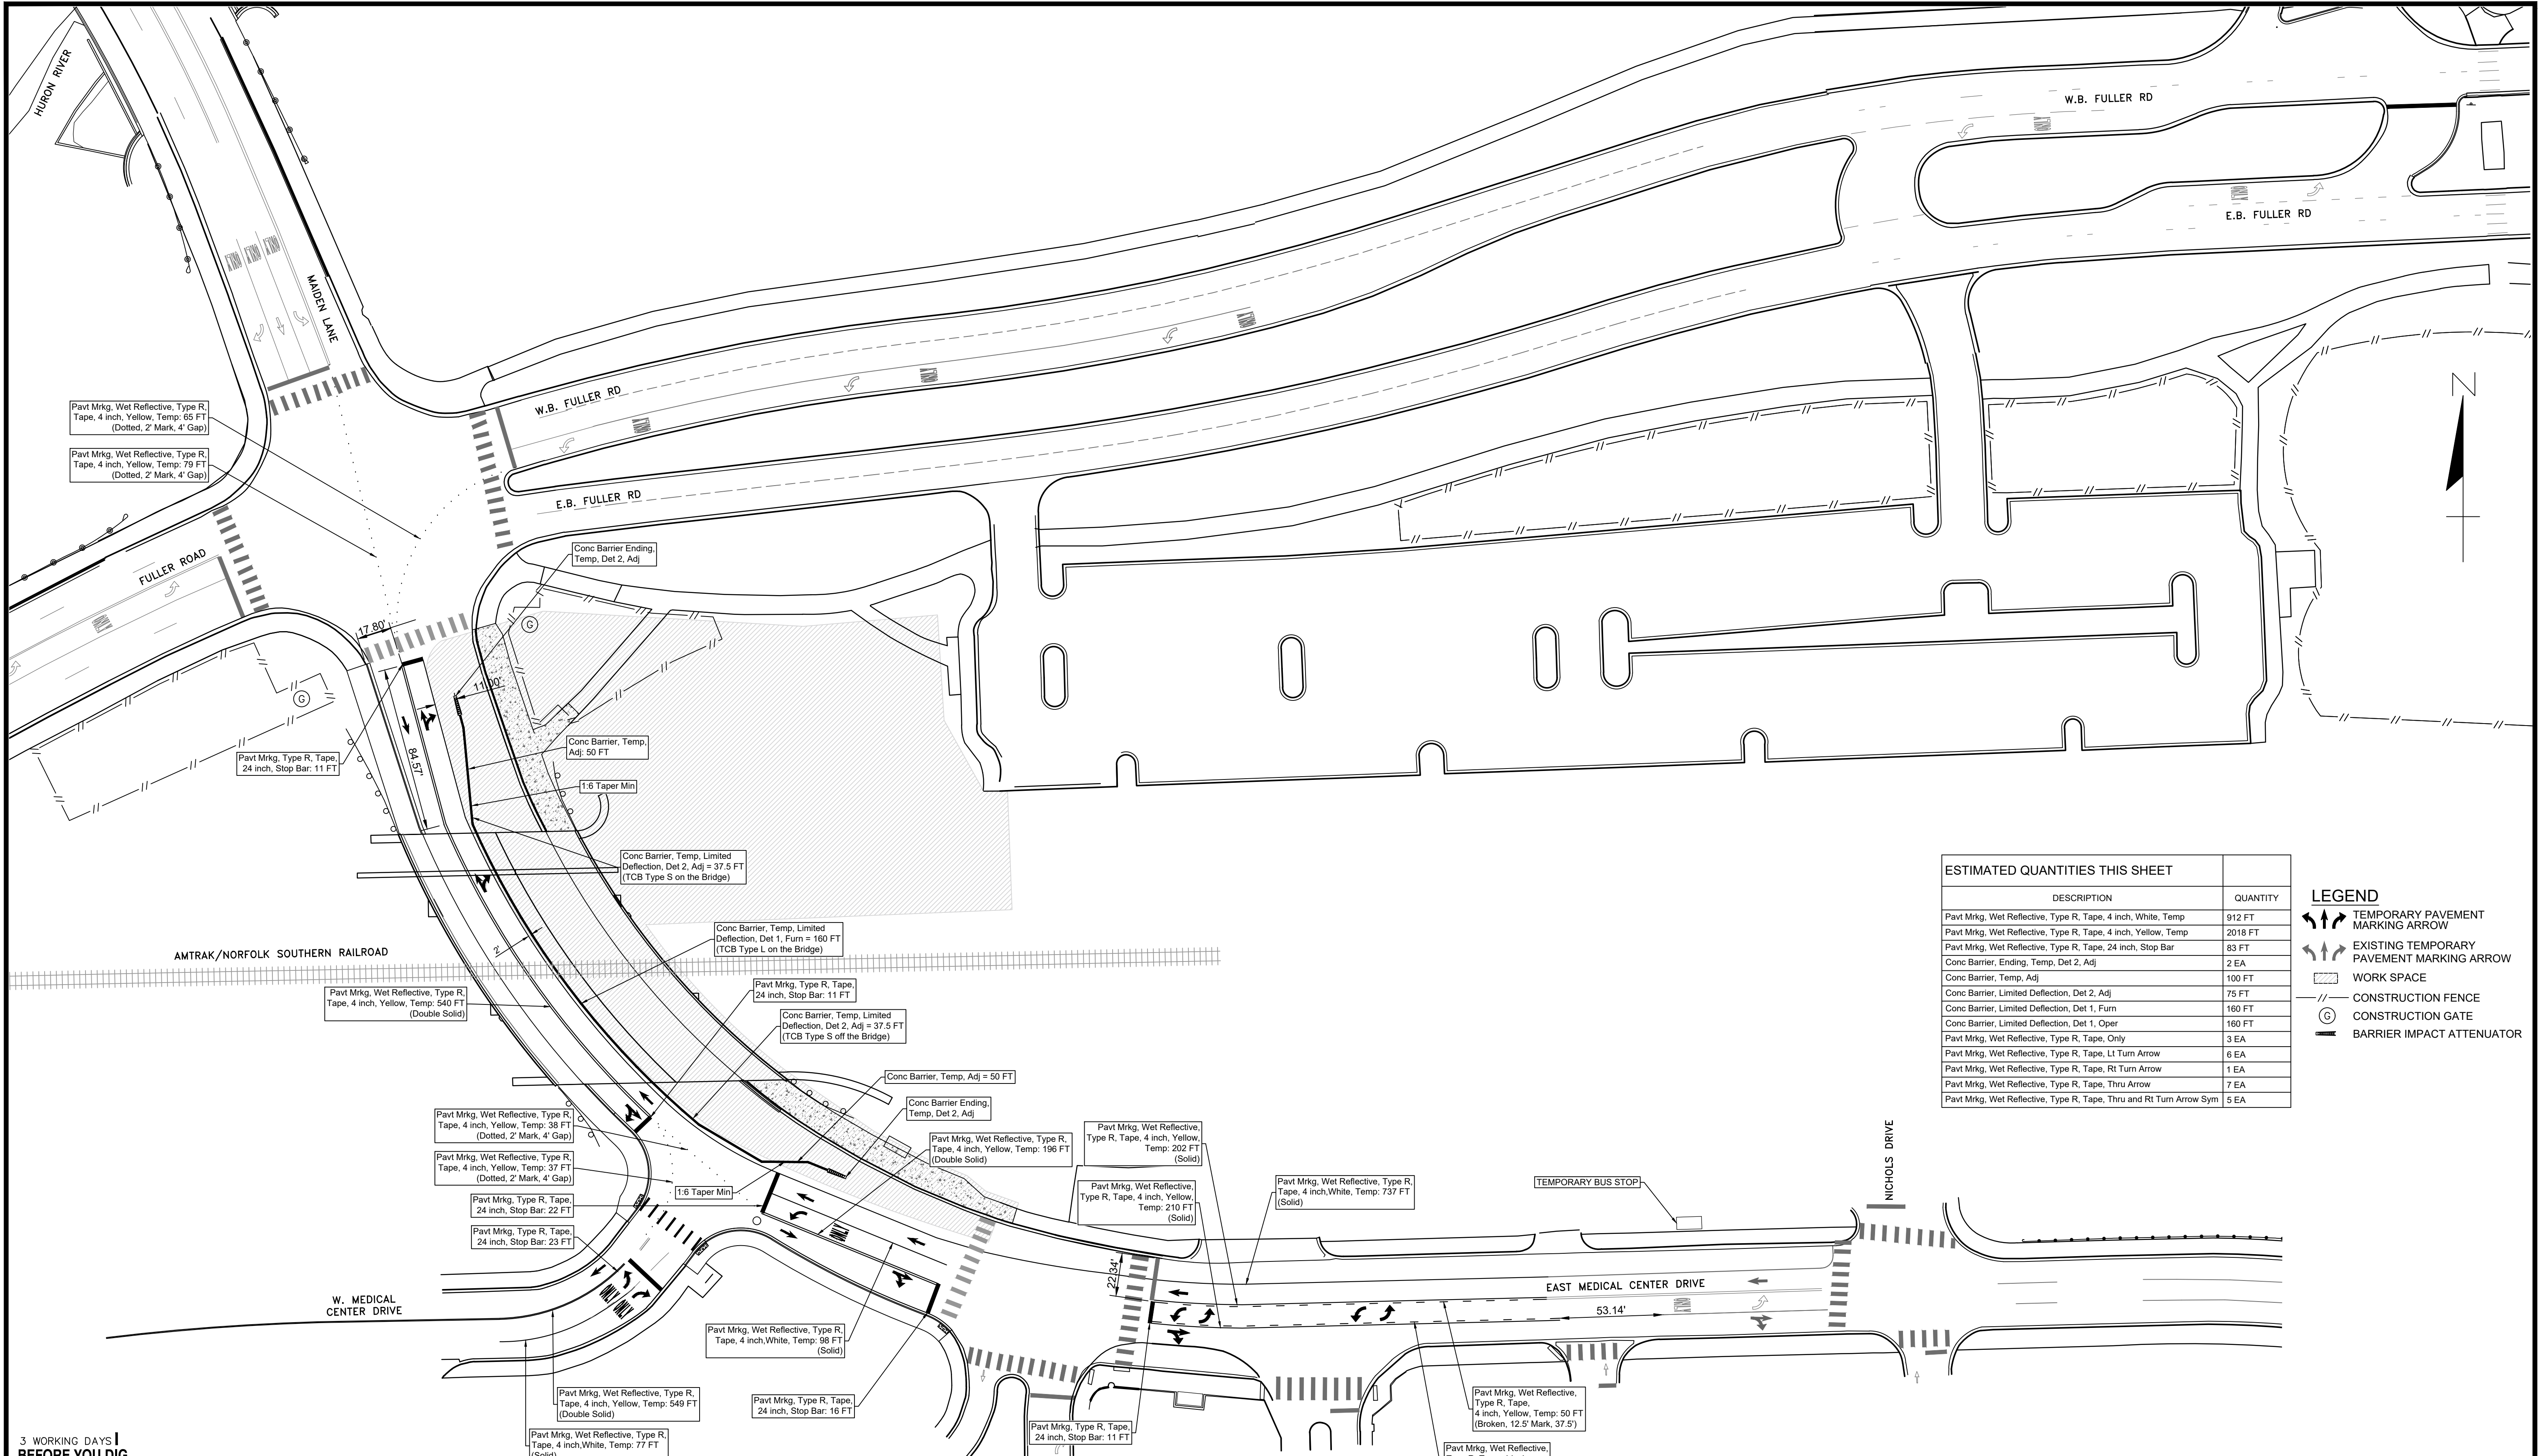 HURON RIVER
W.B. FULLER RD
E.B. FULLER RD
MAIDEN LANE
ONLY
ONLY
ONLY
ONLY
ONLY
ONLY
ONLY
ONLY
W.B. FULLER RD
E.B. FULLER RD
N
Pavt Mrkg, Wet Reflective, Type R,
Tape, 4 inch, Yellow, Temp: 65 FT
(Dotted, 2' Mark, 4' Gap)
Pavt Mrkg, Wet Reflective, Type R,
Tape, 4 inch, Yellow, Temp: 79 FT
(Dotted, 2' Mark, 4' Gap)
FULLER ROAD
ONLY
Conc Barrier Ending,
Temp, Det 2, Adj
G
17.80'
11.00'
G
84.57'
Pavt Mrkg, Type R, Tape,
24 inch, Stop Bar: 11 FT
Conc Barrier, Temp,
Adj: 50 FT
1:6 Taper Min
Conc Barrier, Temp, Limited
Deflection, Det 2, Adj = 37.5 FT
(TCB Type S on the Bridge)
Conc Barrier, Temp, Limited
Deflection, Det 1, Furn = 160 FT
(TCB Type L on the Bridge)
2'
AMTRAK/NORFOLK SOUTHERN RAILROAD
Pavt Mrkg, Wet Reflective, Type R,
Tape, 4 inch, Yellow, Temp: 540 FT
(Double Solid)
Pavt Mrkg, Type R, Tape,
24 inch, Stop Bar: 11 FT
Conc Barrier, Temp, Limited
Deflection, Det 2, Adj = 37.5 FT
(TCB Type S off the Bridge)
Conc Barrier, Temp, Adj = 50 FT
Conc Barrier Ending,
Temp, Det 2, Adj
Pavt Mrkg, Wet Reflective, Type R,
Tape, 4 inch, Yellow, Temp: 38 FT
(Dotted, 2' Mark, 4' Gap)
Pavt Mrkg, Wet Reflective, Type R,
Tape, 4 inch, Yellow, Temp: 37 FT
(Dotted, 2' Mark, 4' Gap)
Pavt Mrkg, Type R, Tape,
24 inch, Stop Bar: 22 FT
Pavt Mrkg, Type R, Tape,
24 inch, Stop Bar: 23 FT
1:6 Taper Min
Pavt Mrkg, Wet Reflective, Type R,
Tape, 4 inch, Yellow, Temp: 196 FT
(Double Solid)
Pavt Mrkg, Wet Reflective,
Type R, Tape, 4 inch, Yellow,
Temp: 202 FT
(Solid)
Pavt Mrkg, Wet Reflective,
Type R, Tape, 4 inch, Yellow,
Temp: 210 FT
(Solid)
Pavt Mrkg, Wet Reflective, Type R,
Tape, 4 inch,White, Temp: 737 FT
(Solid)
TEMPORARY BUS STOP
NICHOLS DRIVE
22.34'
EAST MEDICAL CENTER DRIVE
53.14'
ONLY
ONLY
ONLY
ONLY
W. MEDICAL
CENTER DRIVE
Pavt Mrkg, Wet Reflective, Type R,
Tape, 4 inch,White, Temp: 98 FT
(Solid)
Pavt Mrkg, Wet Reflective, Type R,
Tape, 4 inch, Yellow, Temp: 549 FT
(Double Solid)
Pavt Mrkg, Type R, Tape,
24 inch, Stop Bar: 16 FT
Pavt Mrkg, Type R, Tape,
24 inch, Stop Bar: 11 FT
Pavt Mrkg, Wet Reflective,
Type R, Tape,
4 inch, Yellow, Temp: 50 FT
(Broken, 12.5' Mark, 37.5')
Pavt Mrkg, Wet Reflective, Type R,
Tape, 4 inch,White, Temp: 77 FT
(Solid)
Pavt Mrkg, Wet Reflective,
3 WORKING DAYS
BEFORE YOU DIG
ESTIMATED QUANTITIES THIS SHEET
DESCRIPTION QUANTITY
Pavt Mrkg, Wet Reflective, Type R, Tape, 4 inch, White, Temp 912 FT
Pavt Mrkg, Wet Reflective, Type R, Tape, 4 inch, Yellow, Temp 2018 FT
Pavt Mrkg, Wet Reflective, Type R, Tape, 24 inch, Stop Bar 83 FT
Conc Barrier, Ending, Temp, Det 2, Adj 2 EA
Conc Barrier, Temp, Adj 100 FT
Conc Barrier, Limited Deflection, Det 2, Adj 75 FT
Conc Barrier, Limited Deflection, Det 1, Furn 160 FT
Conc Barrier, Limited Deflection, Det 1, Oper 160 FT
Pavt Mrkg, Wet Reflective, Type R, Tape, Only 3 EA
Pavt Mrkg, Wet Reflective, Type R, Tape, Lt Turn Arrow 6 EA
Pavt Mrkg, Wet Reflective, Type R, Tape, Rt Turn Arrow 1 EA
Pavt Mrkg, Wet Reflective, Type R, Tape, Thru Arrow 7 EA
Pavt Mrkg, Wet Reflective, Type R, Tape, Thru and Rt Turn Arrow Sym 5 EA
LEGEND
TEMPORARY PAVEMENT
MARKING ARROW
EXISTING TEMPORARY
PAVEMENT MARKING ARROW
WORK SPACE
CONSTRUCTION FENCE
G CONSTRUCTION GATE
BARRIER IMPACT ATTENUATOR